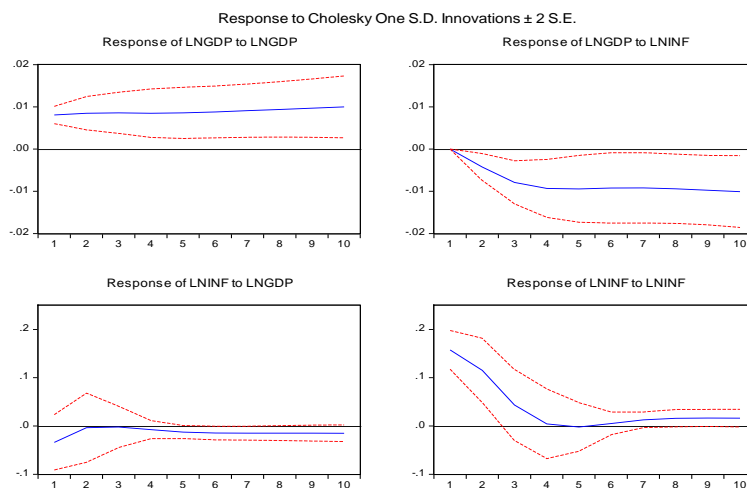 Response to Cholesky One S.D. Innovations ± 2 S.E.
Response of LNGDP to LNGDP
.02
.01
.00
-.01
-.02
1 2 3 4 5 6 7 8 9 10
Response of LNGDP to LNINF
.02
.01
.00
-.01
-.02
1 2 3 4 5 6 7 8 9 10
Response of LNINF to LNGDP
.2
.1
.0
-.1
1 2 3 4 5 6 7 8 9 10
Response of LNINF to LNINF
.2
.1
.0
-.1
1 2 3 4 5 6 7 8 9 10